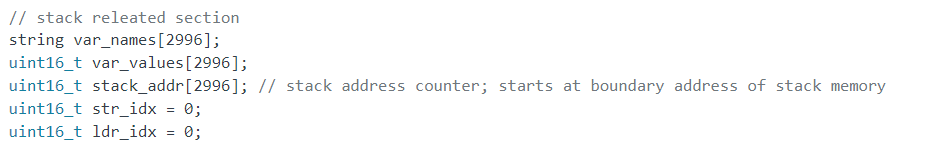 // stack releated section
string var_names[2996];
uint16_t var_values[2996];
uint16_t stack_addr[2996]; // stack address counter; starts at boundary address of stack memory
uint16_t str_idx = 0;
uint16_t ldr_idx = 0;